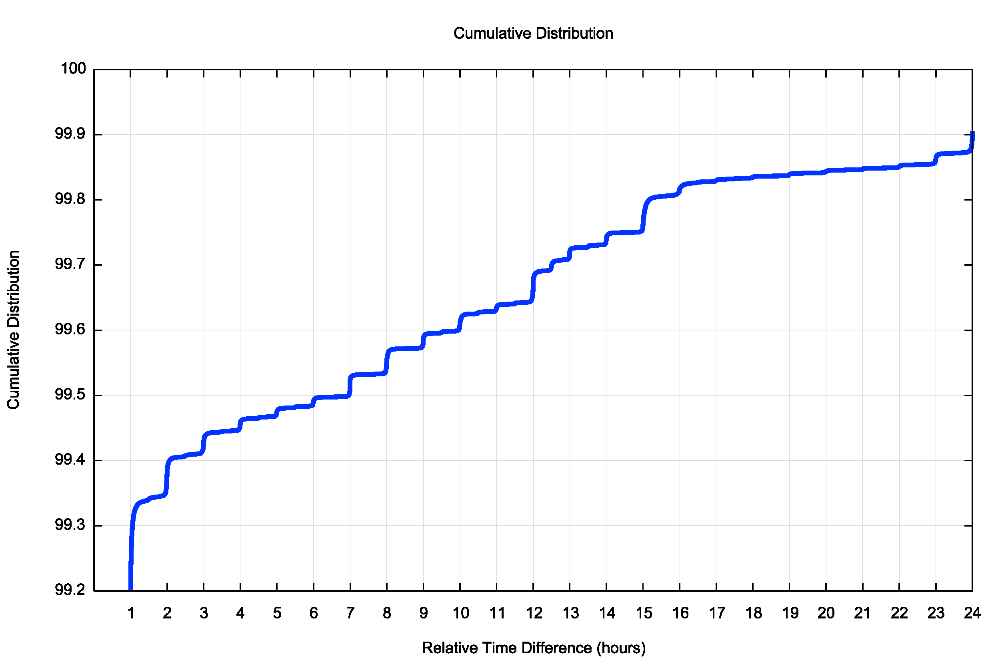 Cumulative Distribution
100
99.9
99.8
99.7
99.6
99.5
99.4
99.3
99.2
Cumulative Distribution
1 2 3 4 5 6 7 8 9 10 11 12 13 14 15 16 17 18 19 20 21 22 23 24
Relative Time Difference (hours)